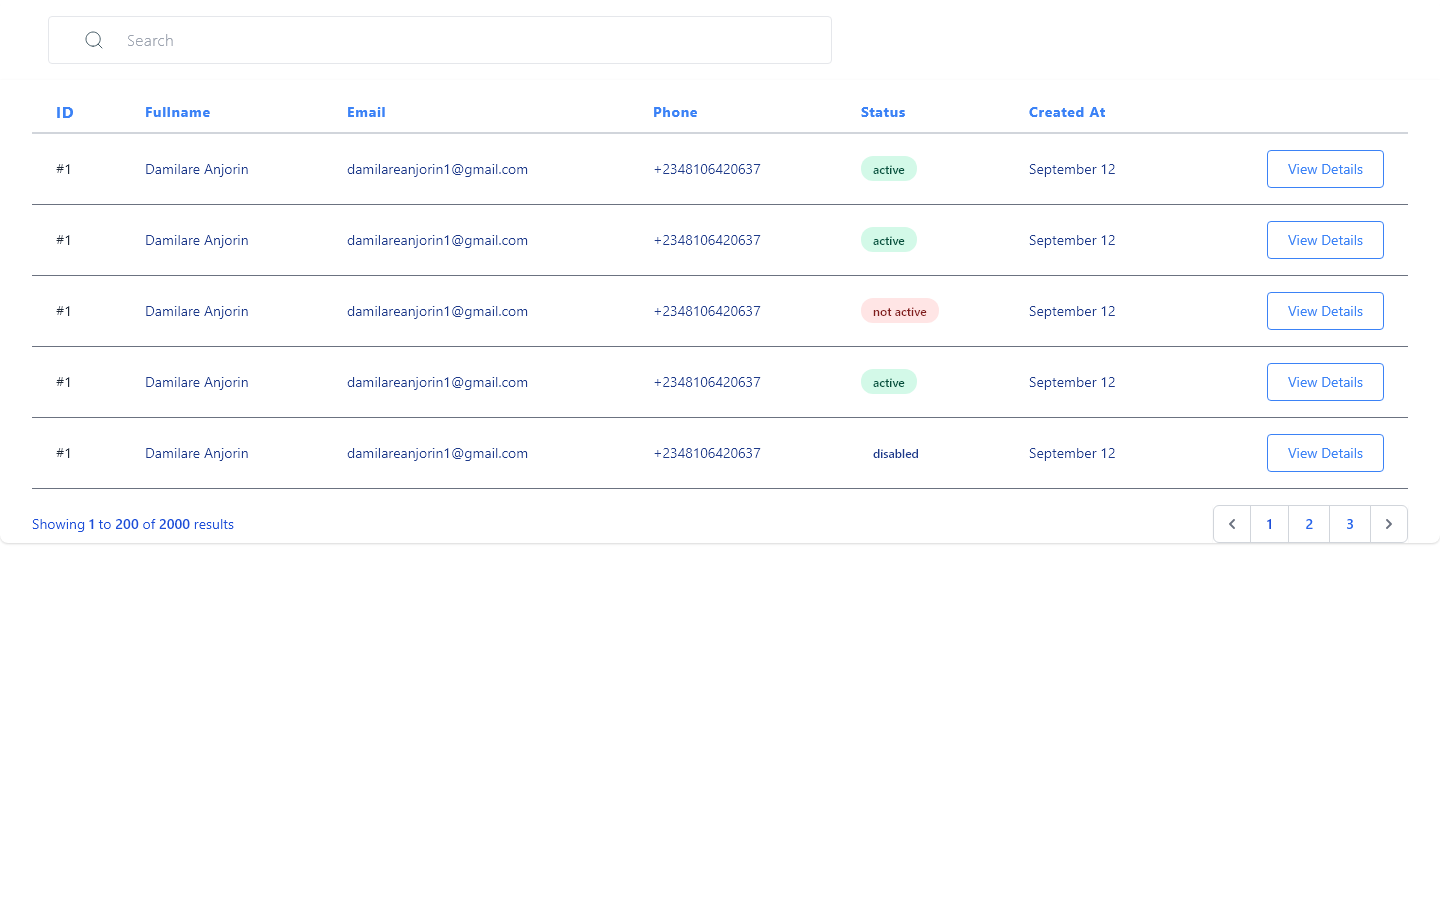 Search
ID Fullname Email Phone Status Created At
#1 Damilare Anjorin damilareanjorin1@gmail.com +2348106420637 active September 12 View Details
#1 Damilare Anjorin damilareanjorin1@gmail.com +2348106420637 active September 12 View Details
#1 Damilare Anjorin damilareanjorin1@gmail.com +2348106420637 not active September 12 View Details
#1 Damilare Anjorin damilareanjorin1@gmail.com +2348106420637 active September 12 View Details
#1 Damilare Anjorin damilareanjorin1@gmail.com +2348106420637 disabled September 12 View Details
Showing 1 to 200 of 2000 results 1 2 3